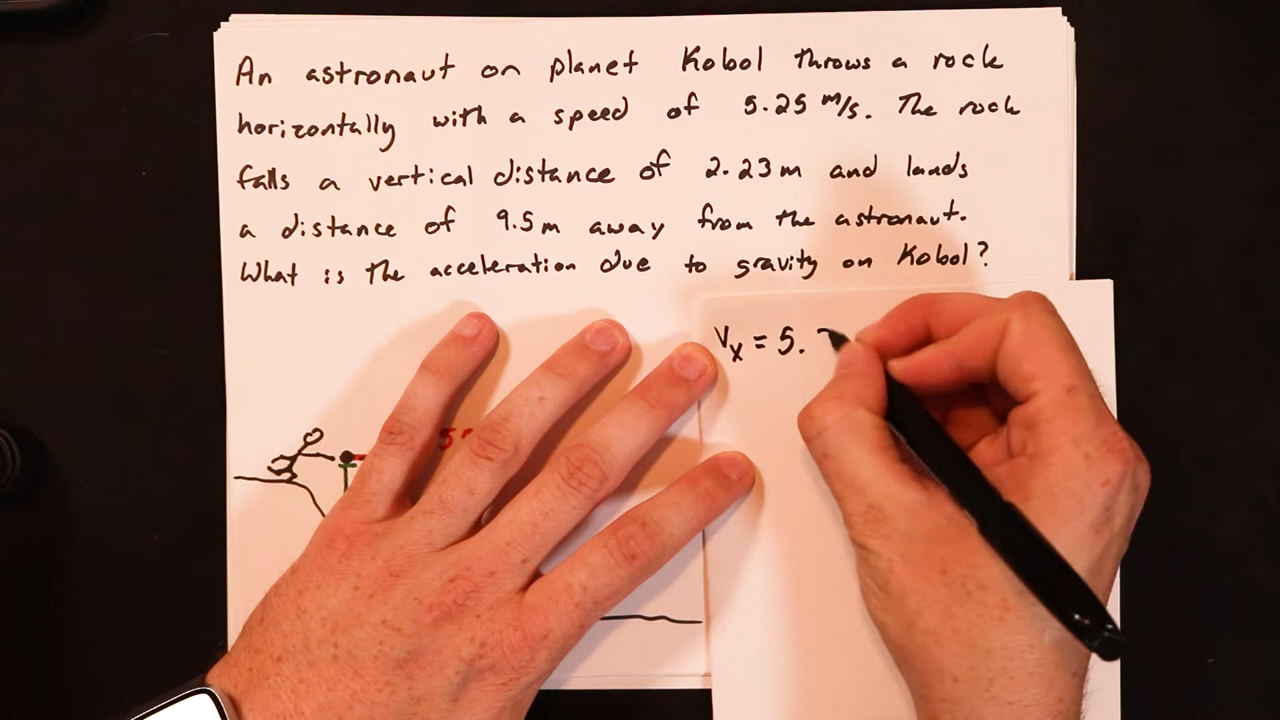 An astronaut on planet Kobol throws a rock
horizontally with a speed of 5.25 m/s. The rock
falls a vertical distance of 2.23 m and lands
a distance of 9.5 m away from the astronaut.
What is the acceleration due to gravity on Kobol?
Vx = 5.